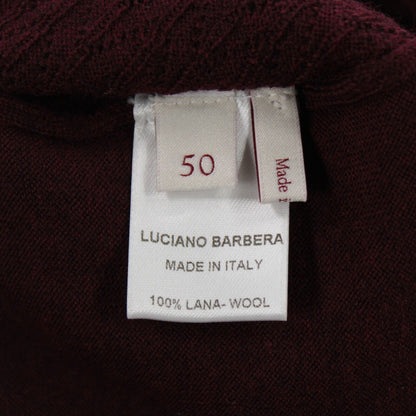 50
Made
LUCIANO BARBERA
MADE IN ITALY
100% LANA- WOOL